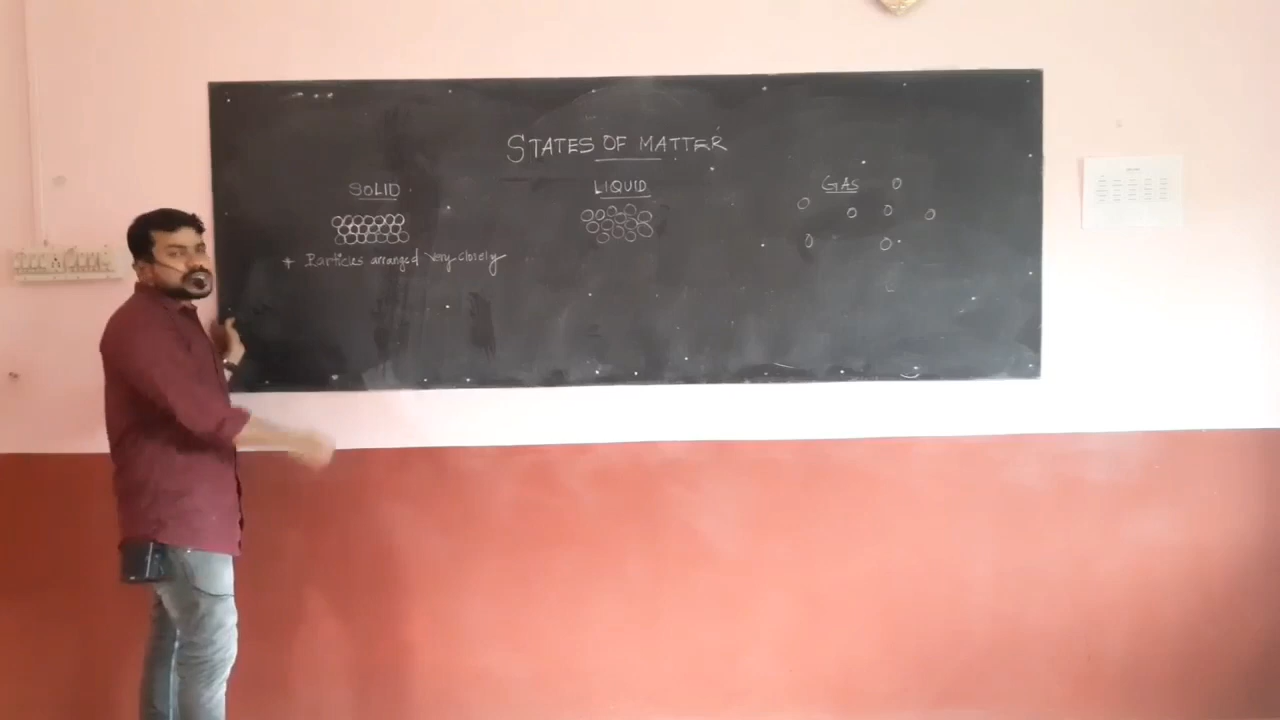 STATES OF MATTER
SOLID
LIQUID
GAS
+ Particles arranged very closely